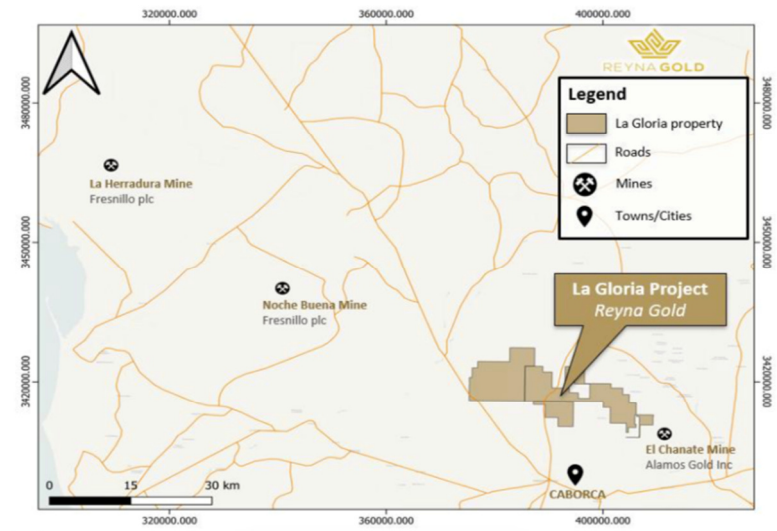 320000.000
360000.000
400000.000
REYNAGOLD
Legend
La Gloria property
Roads
Mines
Towns/Cities
3480000.000
3480000.000
La Herradura Mine
Fresnillo plc
3450000.000
3450000.000
Noche Buena Mine
Fresnillo plc
La Gloria Project
Reyna Gold
3420000.000
3420000.000
El Chanate Mine
Alamos Gold Inc
CABORCA
0 15 30 km
320000.000
360000.000
400000.000